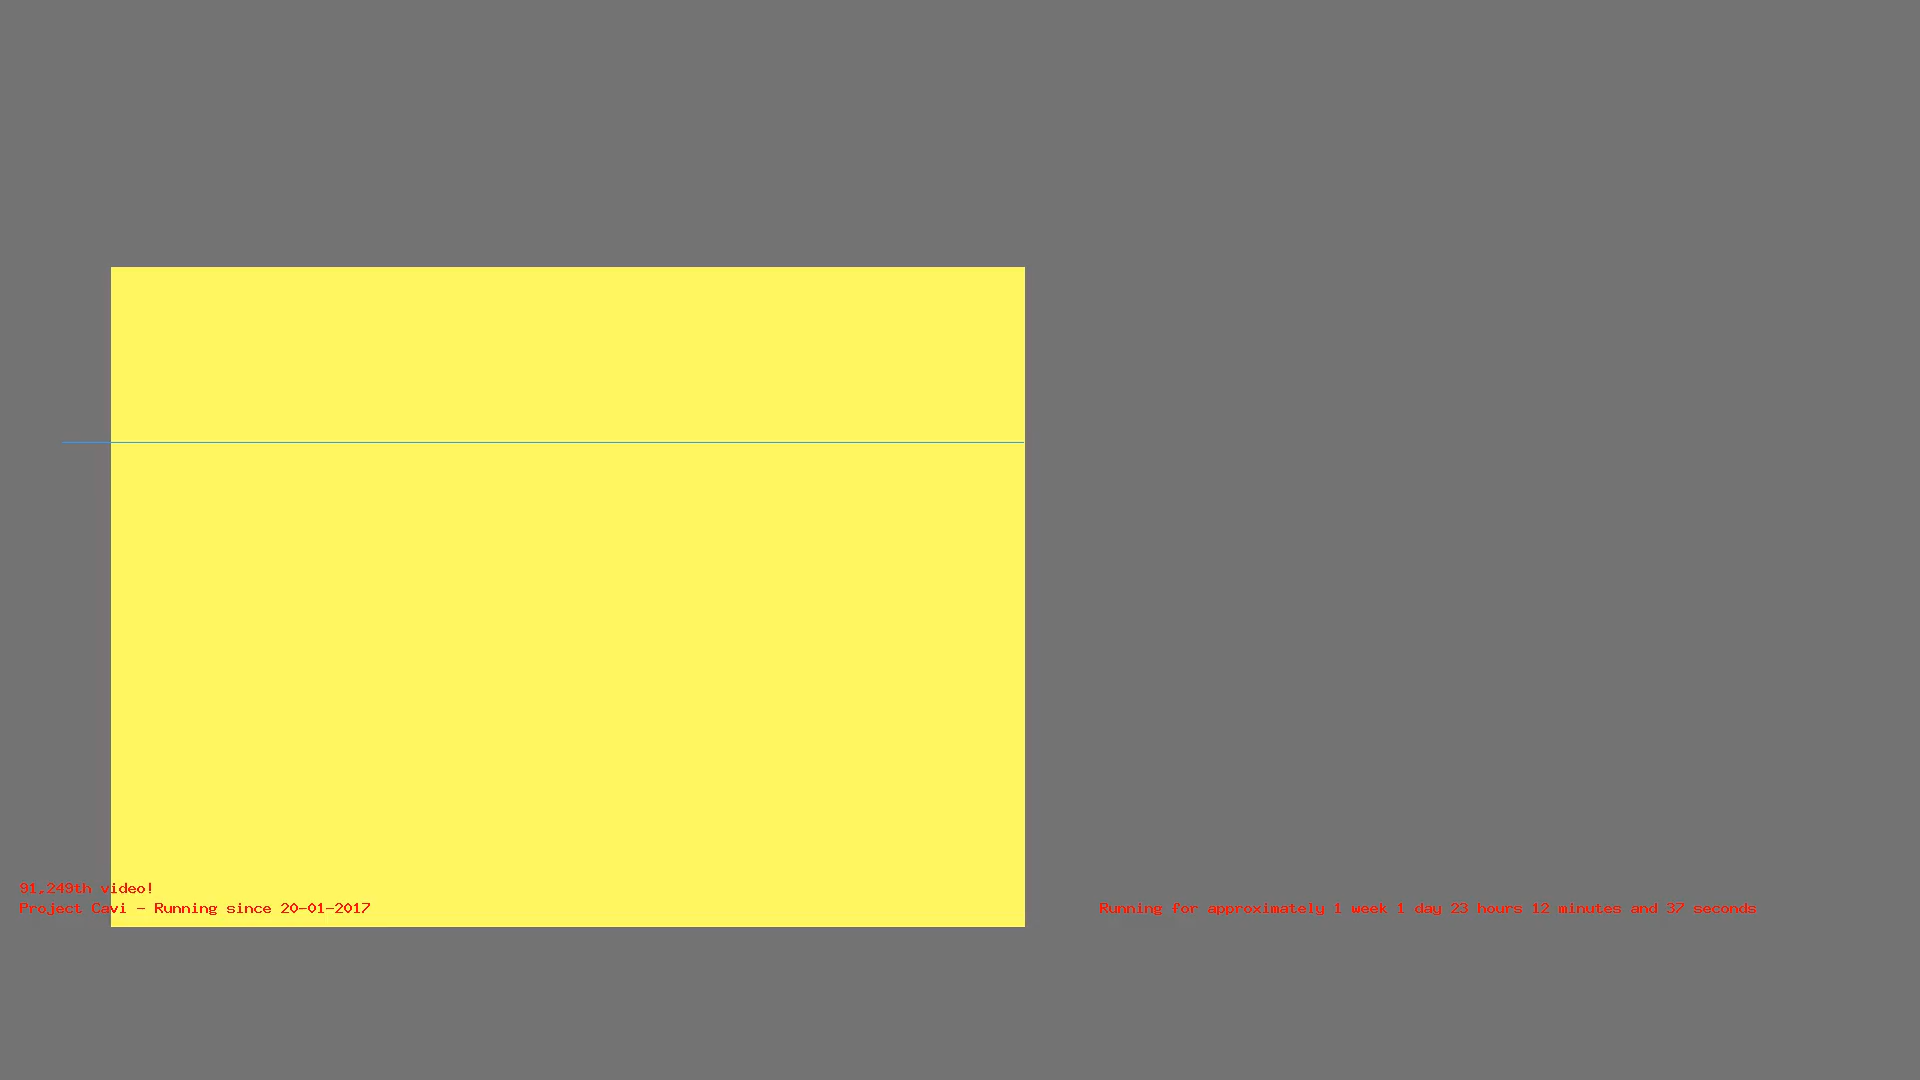 91,249th video!
Project Cavi - Running since 20-01-2017
Running for approximately 1 week 1 day 23 hours 12 minutes and 37 seconds